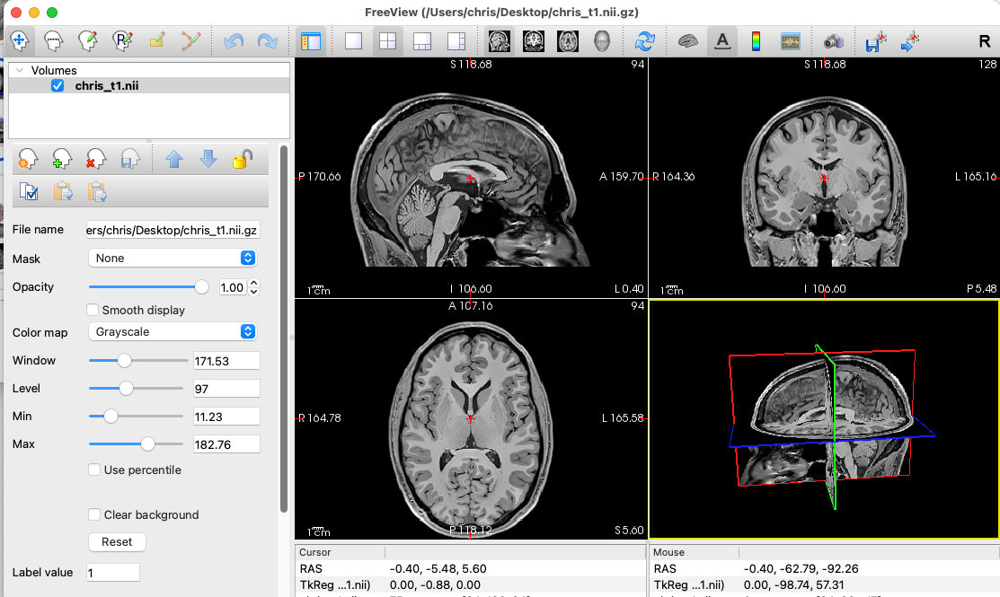 FreeView (/Users/chris/Desktop/chris_t1.nii.gz)
R
A
R
Volumes
chris_t1.nii
File name
ers/chris/Desktop/chris_t1.nii.gz
Mask
None
Opacity
1.00
Smooth display
Color map
Grayscale
Window
171.53
Level
97
Min
11.23
Max
182.76
Use percentile
Clear background
Reset
Label value
1
S 118.68
94
P 170.66
A 159.70
1 cm
I 106.60
L 0.40
S 118.68
128
R 164.36
L 165.16
1 cm
I 106.60
P 5.48
A 107.16
94
R 164.78
L 165.58
1 cm
P 118.12
S 5.60
Cursor
RAS
-0.40, -5.48, 5.60
TkReg ...1.nii)
0.00, -0.88, 0.00
Mouse
RAS
-0.40, -62.79, -92.26
TkReg ...1.nii)
0.00, -98.74, 57.31